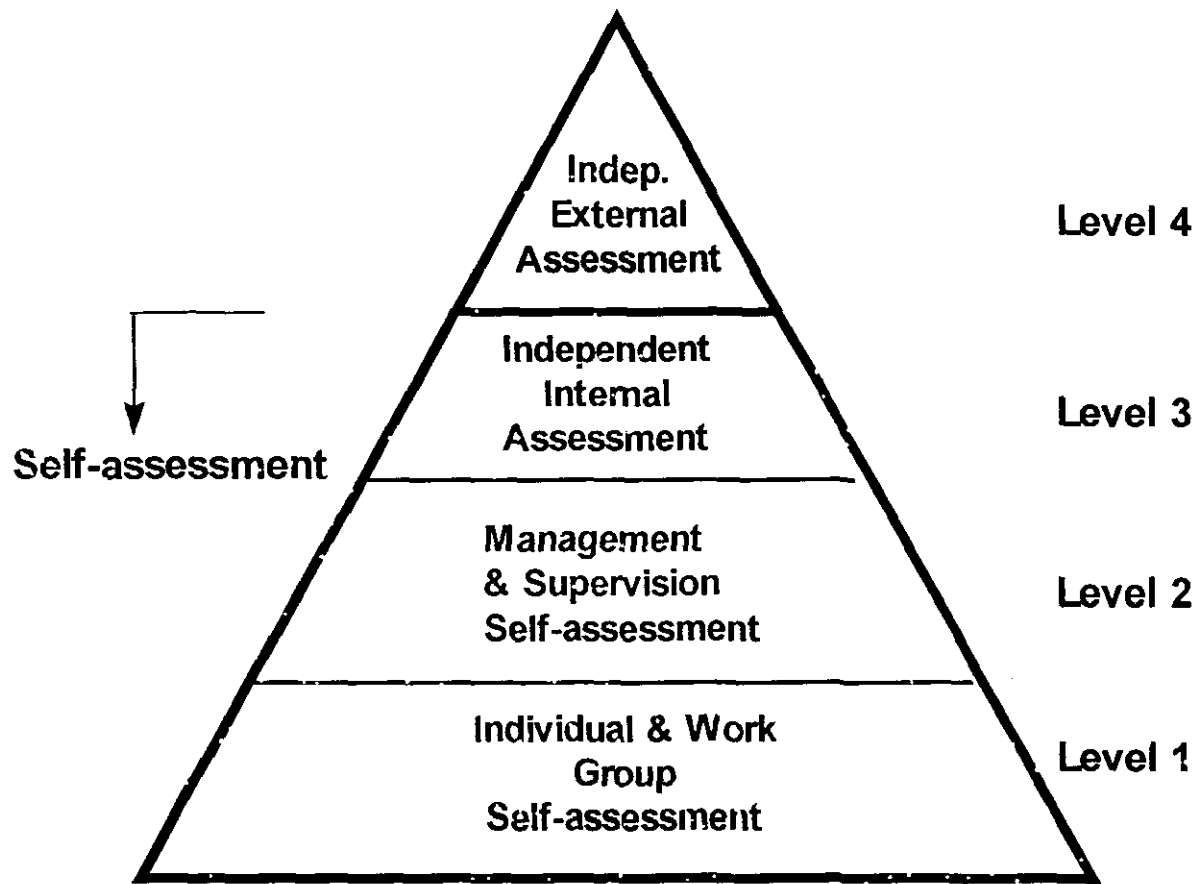 Indep.
External
Assessment
Level 4
Independent
Internal
Assessment
Level 3
Self-assessment
Management
& Supervision
Self-assessment
Level 2
Individual & Work
Group
Self-assessment
Level 1